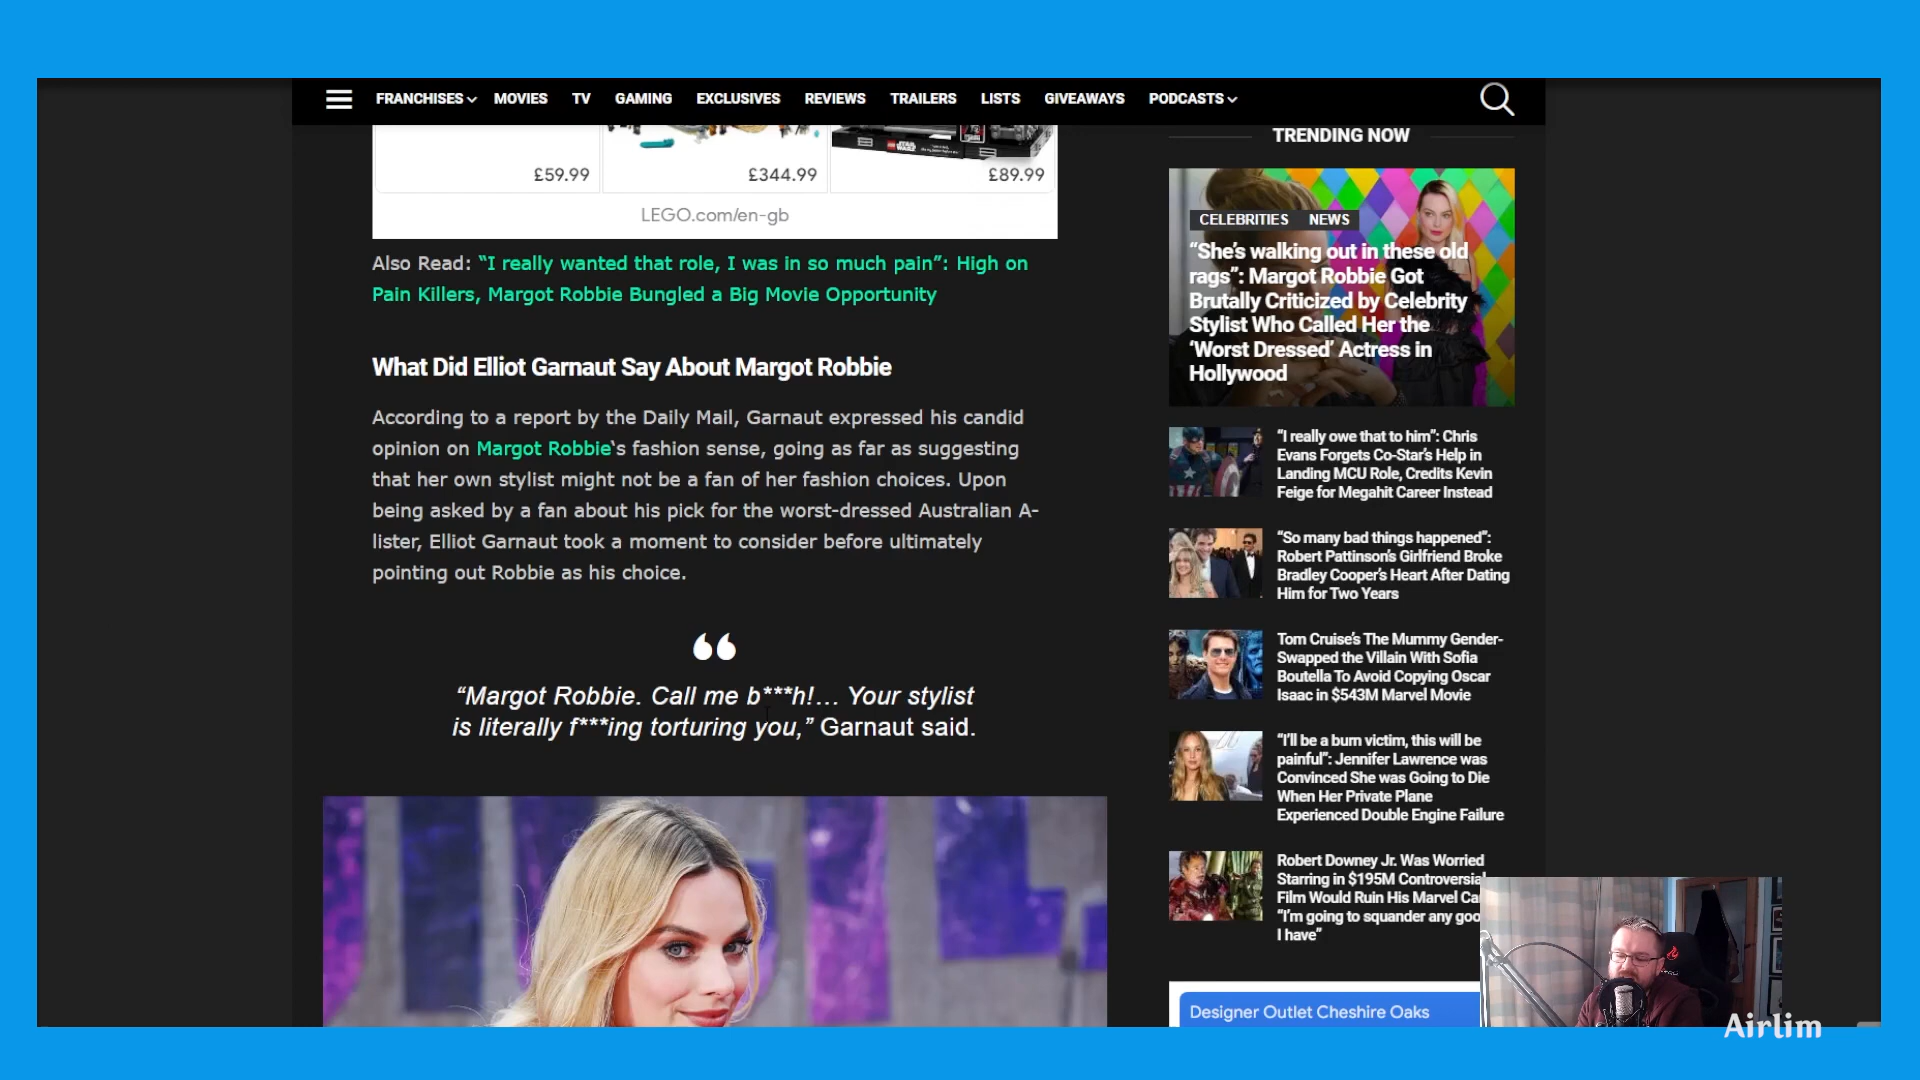 FRANCHISES MOVIES TV GAMING EXCLUSIVES REVIEWS TRAILERS LISTS GIVEAWAYS PODCASTS
£59.99 £344.99 £89.99
LEGO.com/en-gb
Also Read: “I really wanted that role, I was in so much pain”: High on
Pain Killers, Margot Robbie Bungled a Big Movie Opportunity
What Did Elliot Garnaut Say About Margot Robbie
According to a report by the Daily Mail, Garnaut expressed his candid
opinion on Margot Robbie‘s fashion sense, going as far as suggesting
that her own stylist might not be a fan of her fashion choices. Upon
being asked by a fan about his pick for the worst-dressed Australian A-
lister, Elliot Garnaut took a moment to consider before ultimately
pointing out Robbie as his choice.
“Margot Robbie. Call me b***h!… Your stylist
is literally f***ing torturing you,” Garnaut said.
TRENDING NOW
CELEBRITIES NEWS
“She’s walking out in these old
rags”: Margot Robbie Got
Brutally Criticized by Celebrity
Stylist Who Called Her the
‘Worst Dressed’ Actress in
Hollywood
“I really owe that to him”: Chris
Evans Forgets Co-Star’s Help in
Landing MCU Role, Credits Kevin
Feige for Megahit Career Instead
“So many bad things happened”:
Robert Pattinson’s Girlfriend Broke
Bradley Cooper’s Heart After Dating
Him for Two Years
Tom Cruise’s The Mummy Gender-
Swapped the Villain With Sofia
Boutella To Avoid Copying Oscar
Isaac in $543M Marvel Movie
“I’ll be a burn victim, this will be
painful”: Jennifer Lawrence was
Convinced She was Going to Die
When Her Private Plane
Experienced Double Engine Failure
Robert Downey Jr. Was Worried
Starring in $195M Controversial
Film Would Ruin His Marvel Ca
“I’m going to squander any goo
I have”
Designer Outlet Cheshire Oaks
Airlim